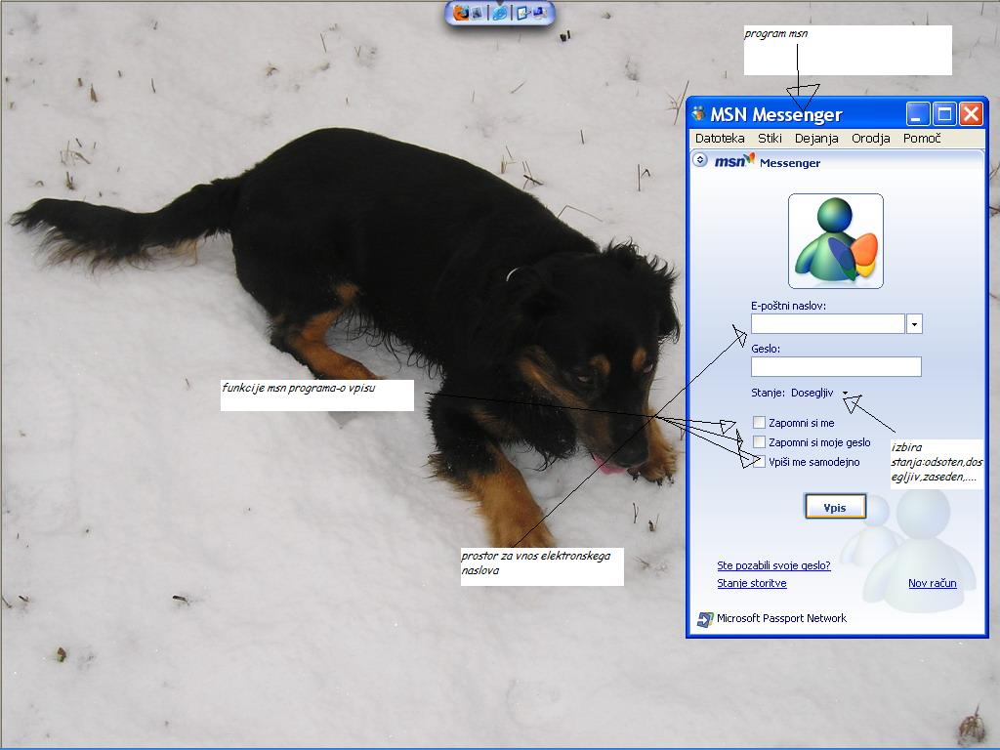 program msn
MSN Messenger
Datoteka Stiki Dejanja Orodja Pomoč
msn Messenger
E-poštni naslov:
Geslo:
Stanje: Dosegljiv
Zapomni si me
Zapomni si moje geslo
Vpiši me samodejno
funkcije msn programa-o vpisu
izbira
stanja:odsoten,dos
egljiv,zaseden,....
Vpis
prostor za vnos elektronskega
naslova
Ste pozabili svoje geslo?
Stanje storitve
Nov račun
Microsoft Passport Network